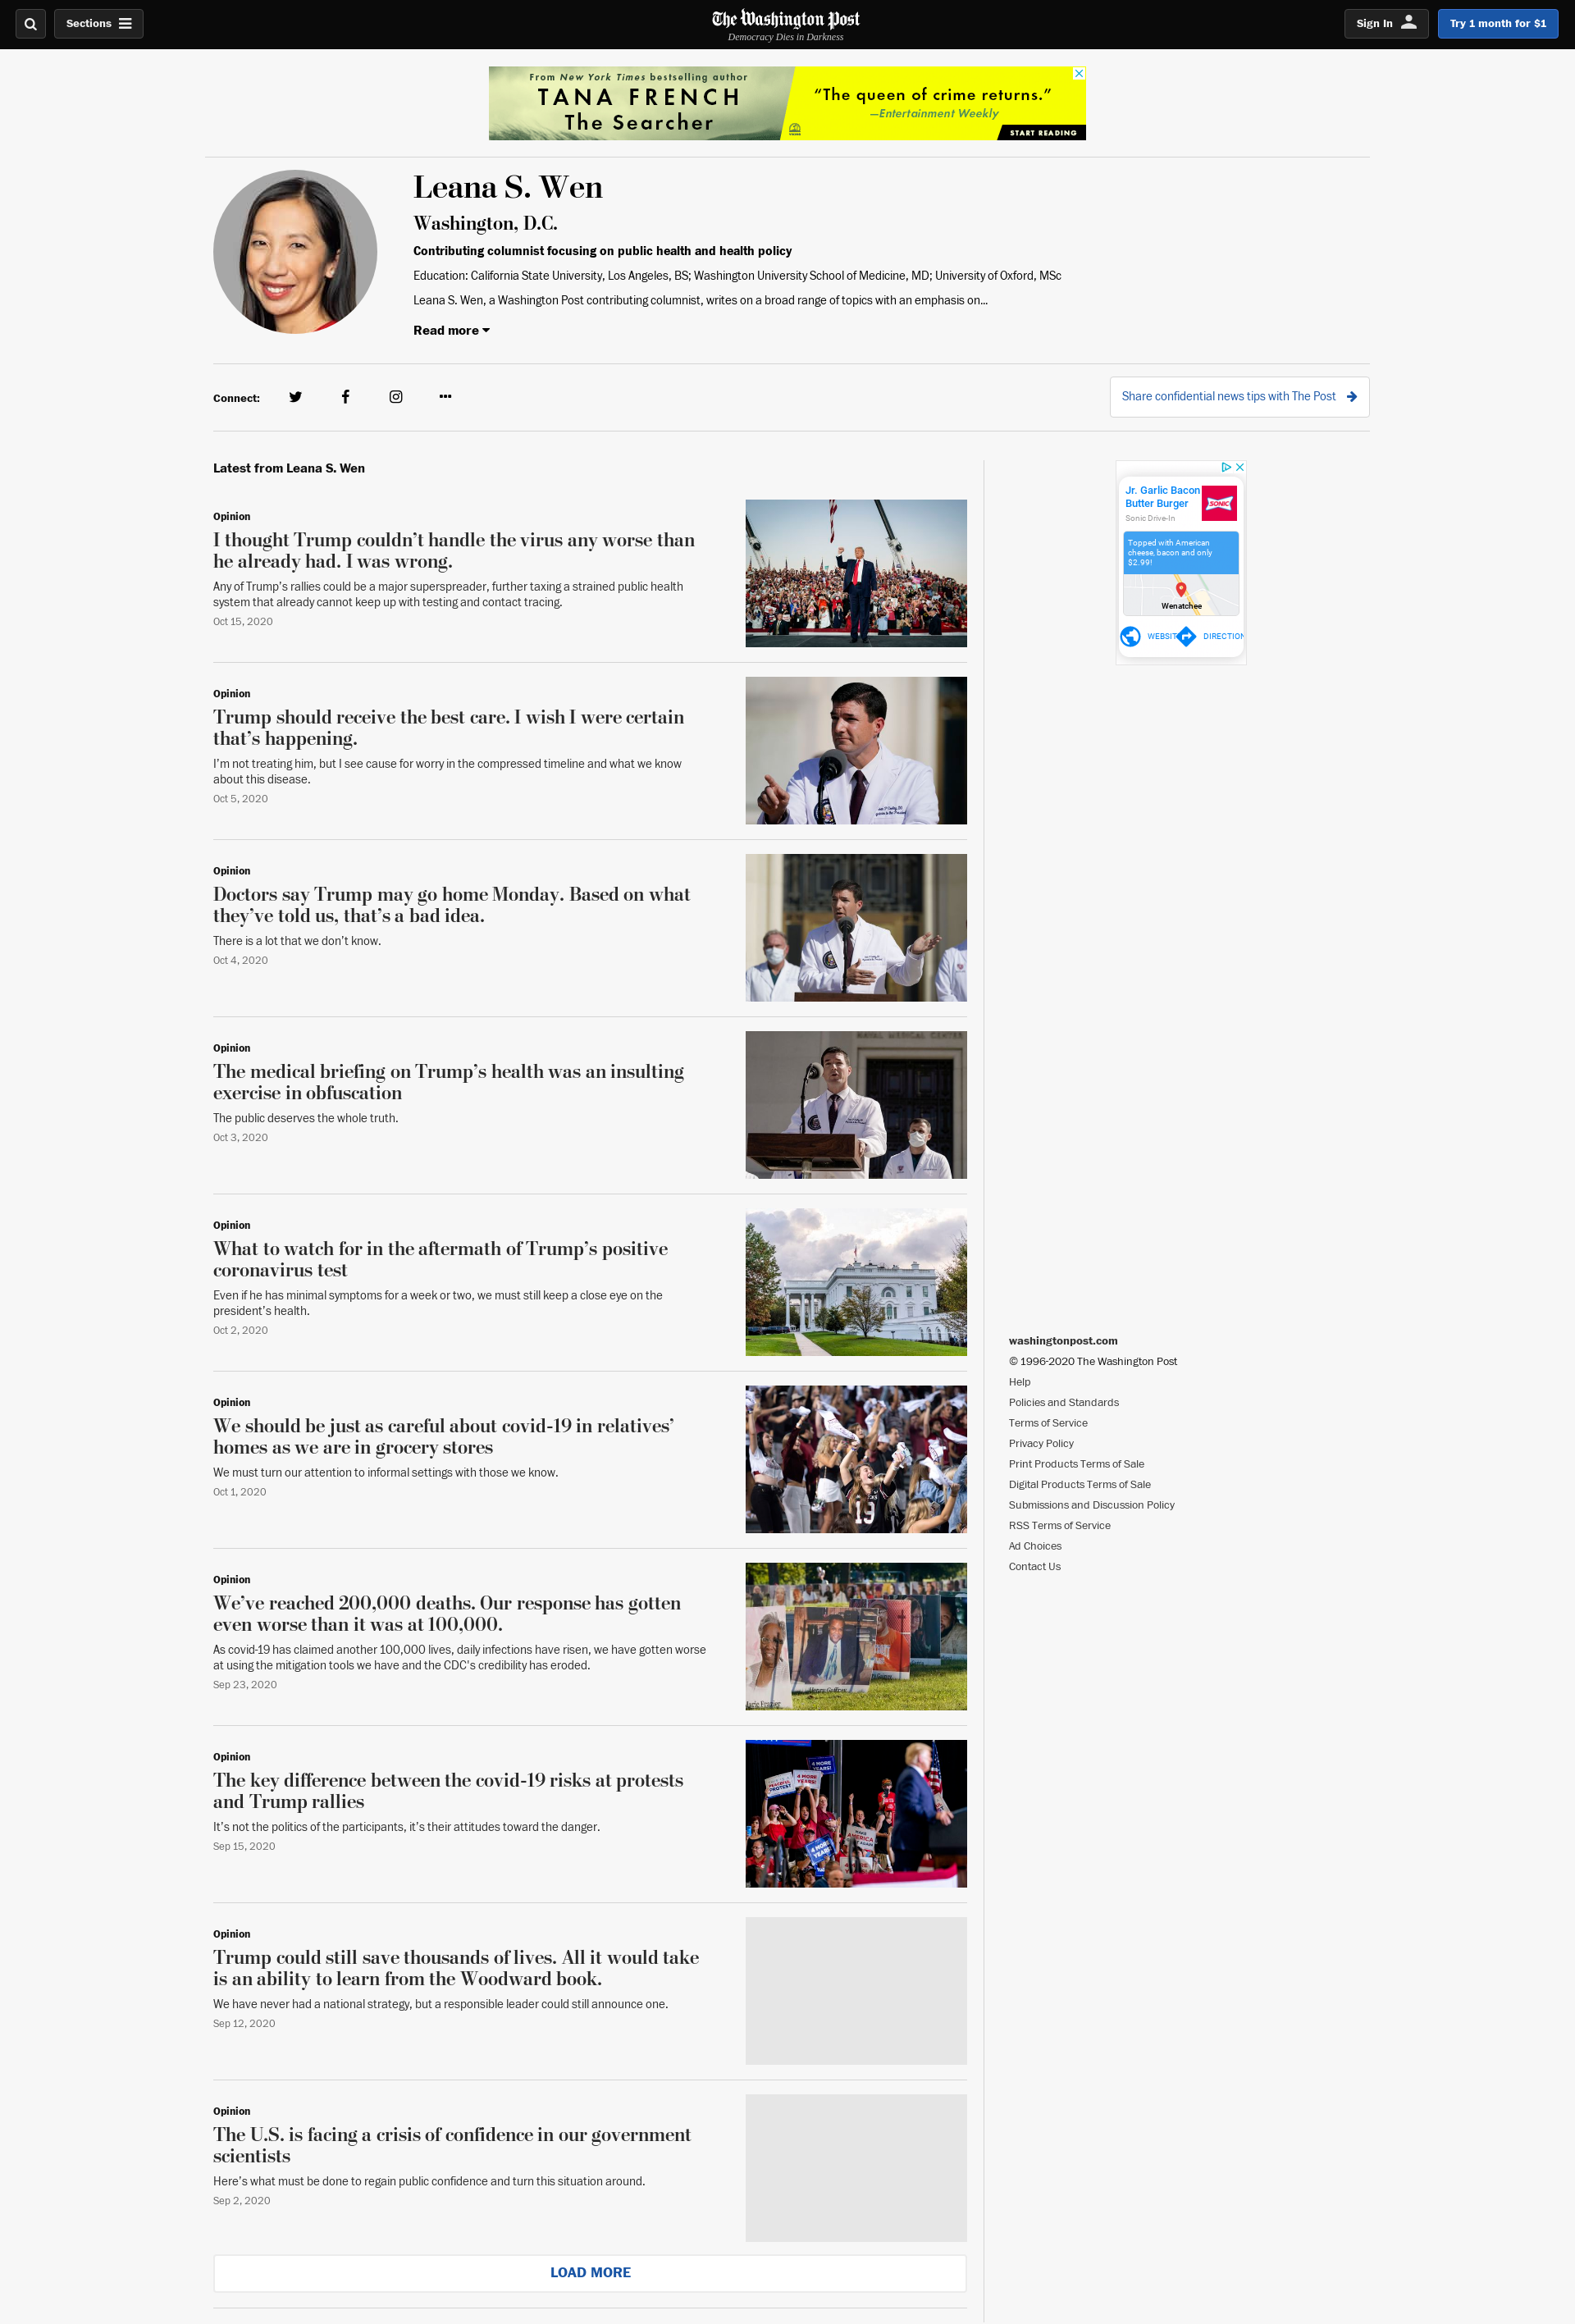 Sections
The Washington Post
Democracy Dies in Darkness
Sign In
Try 1 month for $1
From New York Times bestselling author
TANA FRENCH
The Searcher
“The queen of crime returns.”
—Entertainment Weekly
START READING
Leana S. Wen
Washington, D.C.
Contributing columnist focusing on public health and health policy
Education: California State University, Los Angeles, BS; Washington University School of Medicine, MD; University of Oxford, MSc
Leana S. Wen, a Washington Post contributing columnist, writes on a broad range of topics with an emphasis on...
Read more
Connect:
Share confidential news tips with The Post
Latest from Leana S. Wen
Opinion
I thought Trump couldn’t handle the virus any worse than
he already had. I was wrong.
Any of Trump’s rallies could be a major superspreader, further taxing a strained public health
system that already cannot keep up with testing and contact tracing.
Oct 15, 2020
Opinion
Trump should receive the best care. I wish I were certain
that’s happening.
I’m not treating him, but I see cause for worry in the compressed timeline and what we know
about this disease.
Oct 5, 2020
Opinion
Doctors say Trump may go home Monday. Based on what
they’ve told us, that’s a bad idea.
There is a lot that we don’t know.
Oct 4, 2020
Opinion
The medical briefing on Trump’s health was an insulting
exercise in obfuscation
The public deserves the whole truth.
Oct 3, 2020
Opinion
What to watch for in the aftermath of Trump’s positive
coronavirus test
Even if he has minimal symptoms for a week or two, we must still keep a close eye on the
president’s health.
Oct 2, 2020
Opinion
We should be just as careful about covid-19 in relatives’
homes as we are in grocery stores
We must turn our attention to informal settings with those we know.
Oct 1, 2020
13
Opinion
We’ve reached 200,000 deaths. Our response has gotten
even worse than it was at 100,000.
As covid-19 has claimed another 100,000 lives, daily infections have risen, we have gotten worse
at using the mitigation tools we have and the CDC's credibility has eroded.
Sep 23, 2020
Opinion
The key difference between the covid-19 risks at protests
and Trump rallies
It’s not the politics of the participants, it’s their attitudes toward the danger.
Sep 15, 2020
4 MORE
YEARS!
PEACEFUL
PROTEST
4 MORE
YEARS!
4 MORE
YEARS!
Opinion
Trump could still save thousands of lives. All it would take
is an ability to learn from the Woodward book.
We have never had a national strategy, but a responsible leader could still announce one.
Sep 12, 2020
Opinion
The U.S. is facing a crisis of confidence in our government
scientists
Here’s what must be done to regain public confidence and turn this situation around.
Sep 2, 2020
LOAD MORE
Jr. Garlic Bacon
Butter Burger
Sonic Drive-In
SONIC
Topped with American
cheese, bacon and only
$2.99!
Wenatchee
WEBSIT
DIRECTION
washingtonpost.com
© 1996-2020 The Washington Post
Help
Policies and Standards
Terms of Service
Privacy Policy
Print Products Terms of Sale
Digital Products Terms of Sale
Submissions and Discussion Policy
RSS Terms of Service
Ad Choices
Contact Us